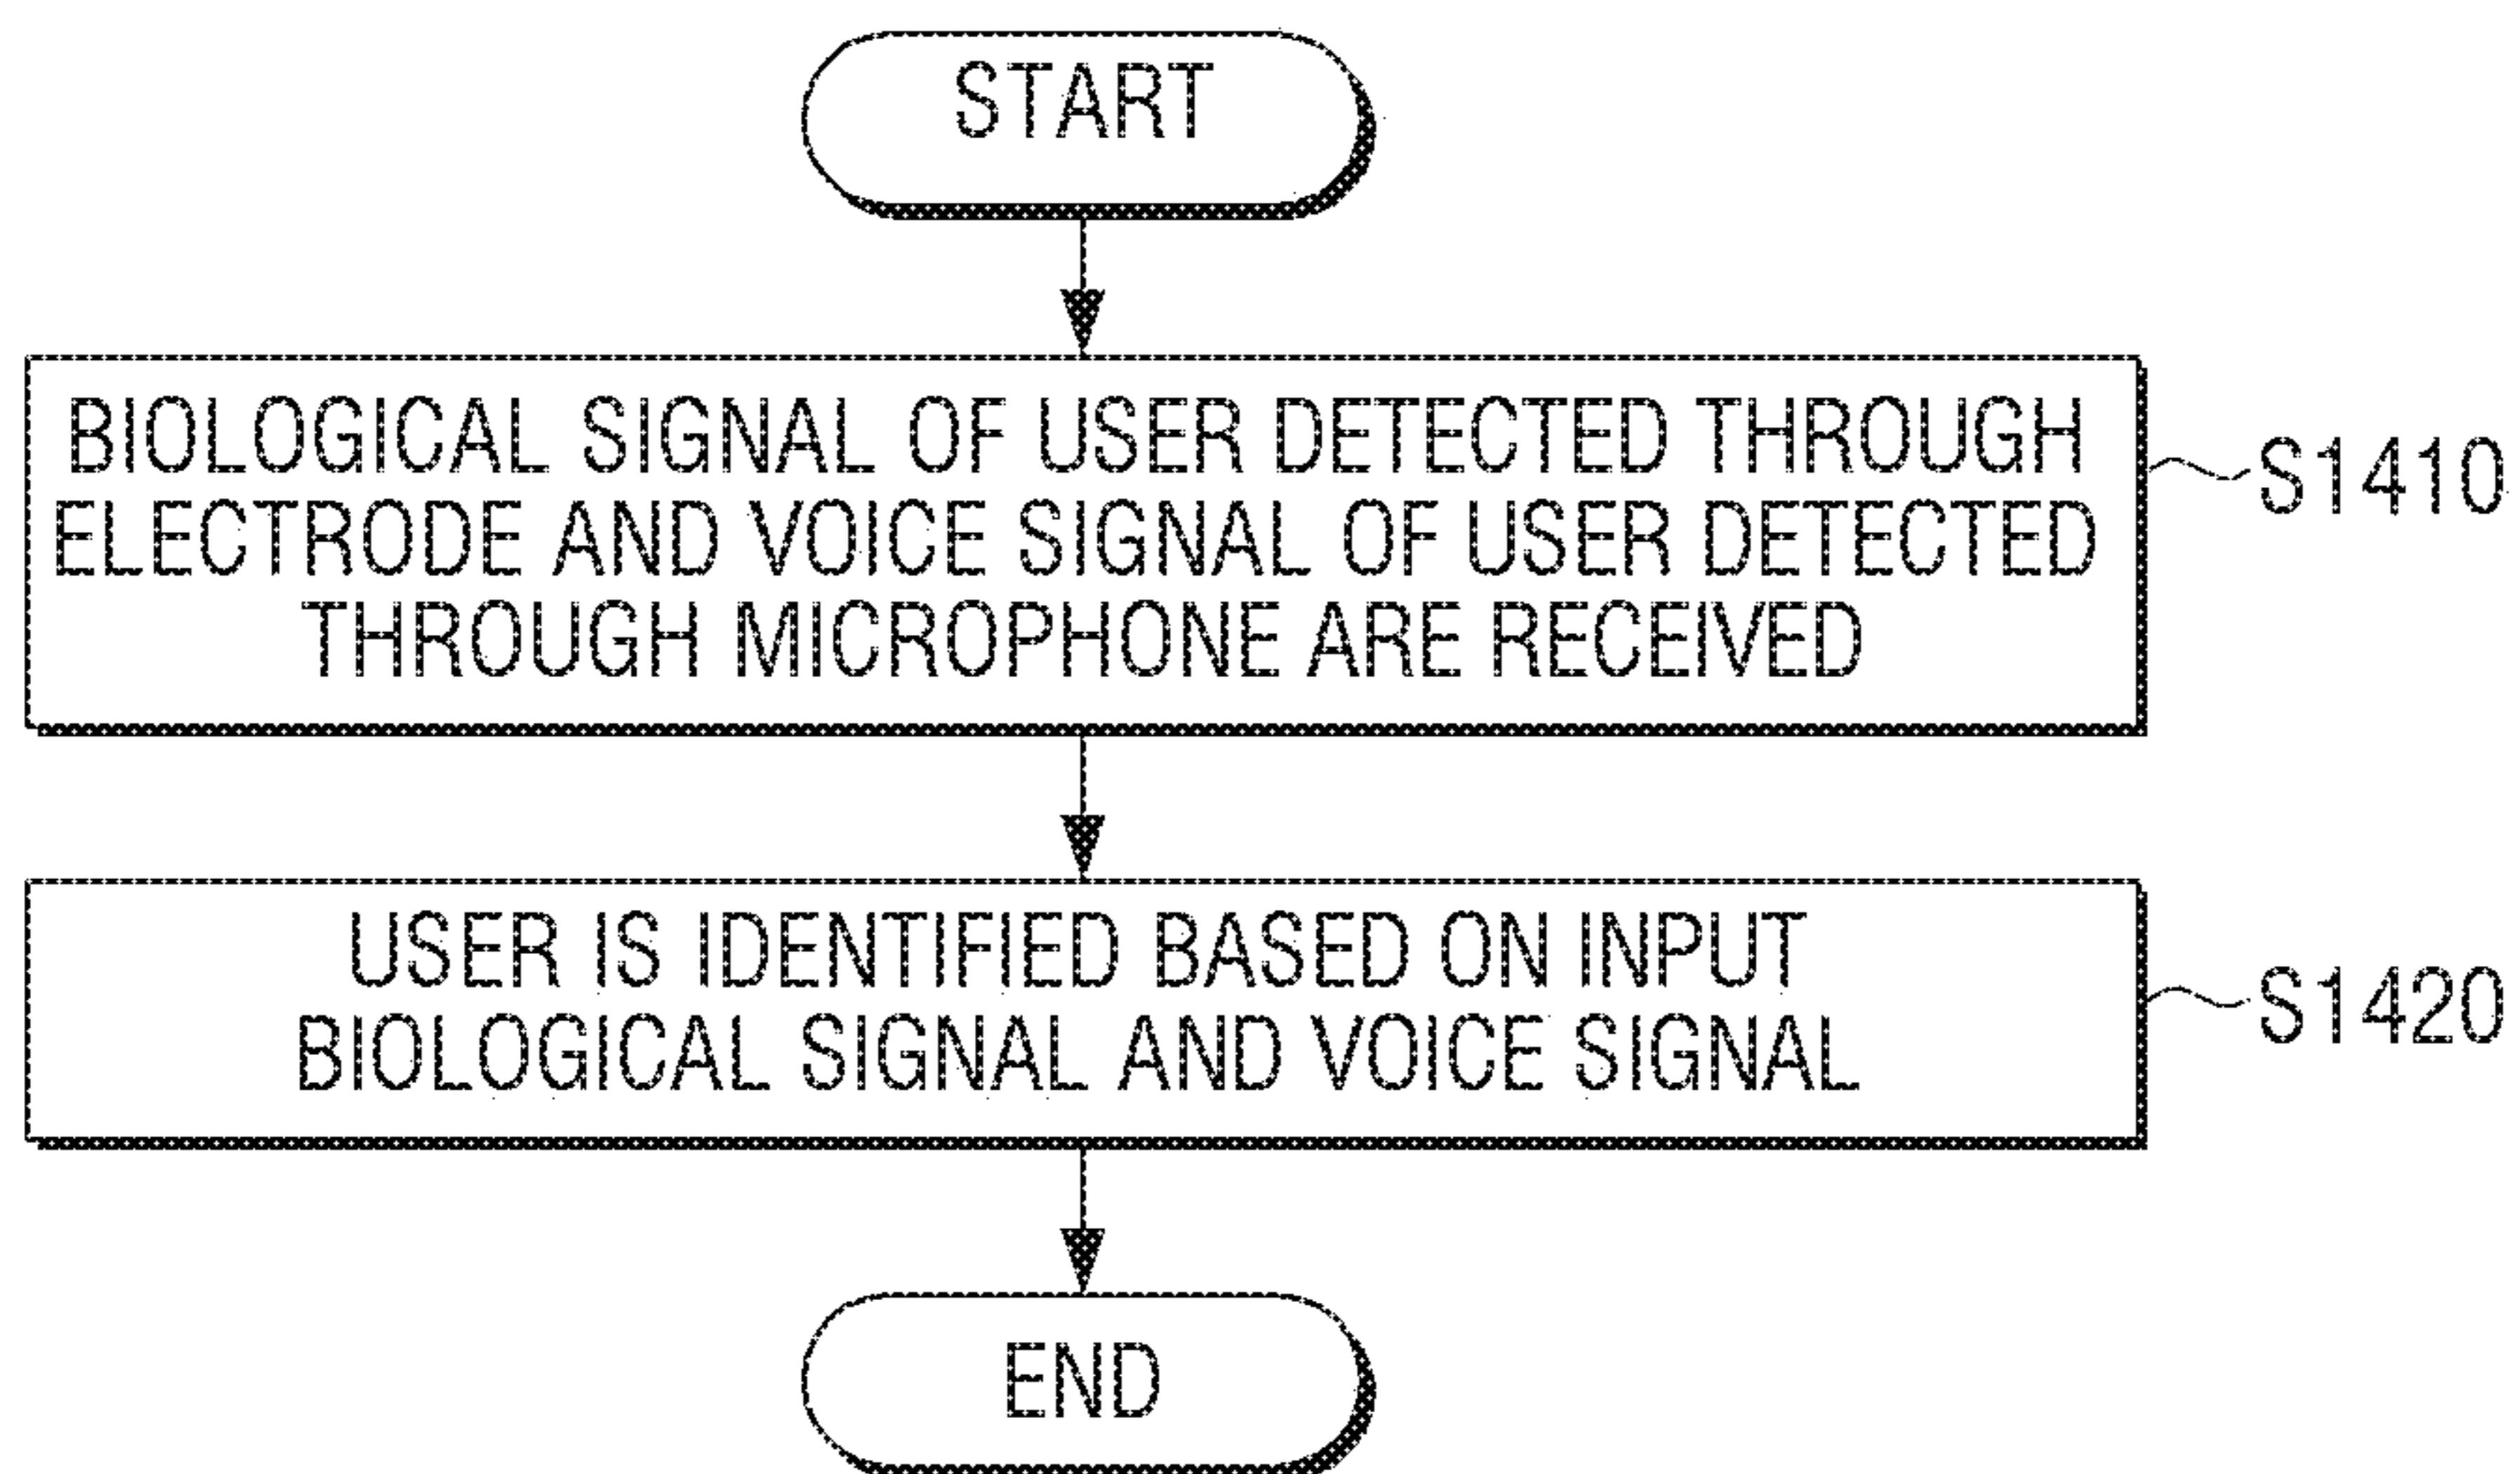 START
BIOLOGICAL SIGNAL OF USER DETECTED THROUGH
ELECTRODE AND VOICE SIGNAL OF USER DETECTED
THROUGH MICROPHONE ARE RECEIVED
S1410
USER IS IDENTIFIED BASED ON INPUT
BIOLOGICAL SIGNAL AND VOICE SIGNAL
S1420
END